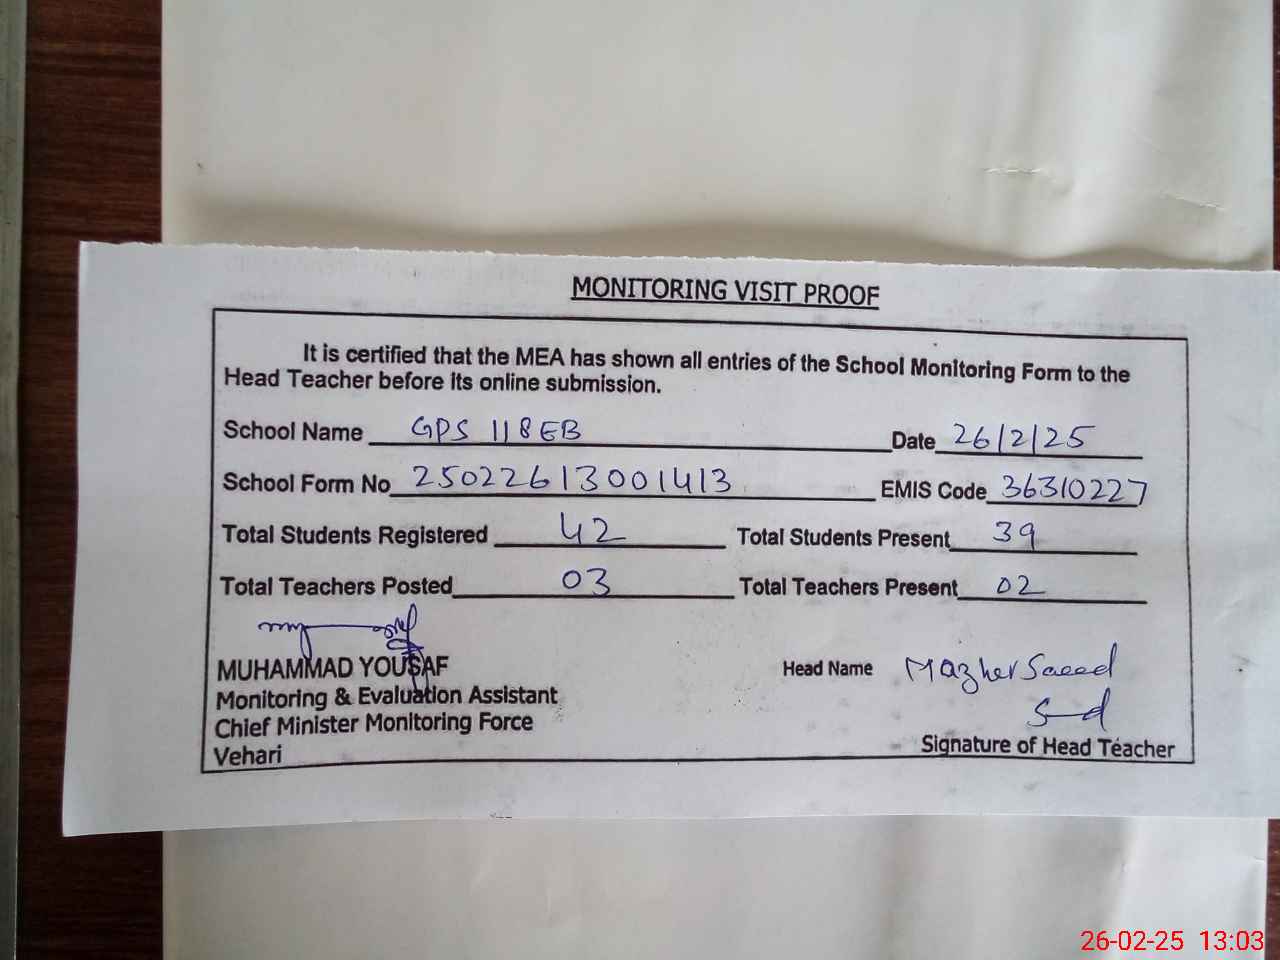 MONITORING VISIT PROOF
It is certified that the MEA has shown all entries of the School Monitoring Form to the
Head Teacher before its online submission.
School Name GPS 118 EB Date 26/2/25
School Form No 25022613001413 EMIS Code 36310227
Total Students Registered 42 Total Students Present 39
Total Teachers Posted 03 Total Teachers Present 02
MUHAMMAD YOUSAF
Monitoring & Evaluation Assistant
Chief Minister Monitoring Force
Vehari
Head Name Mazher Saeed
Signature of Head Teacher
26-02-25 13:03